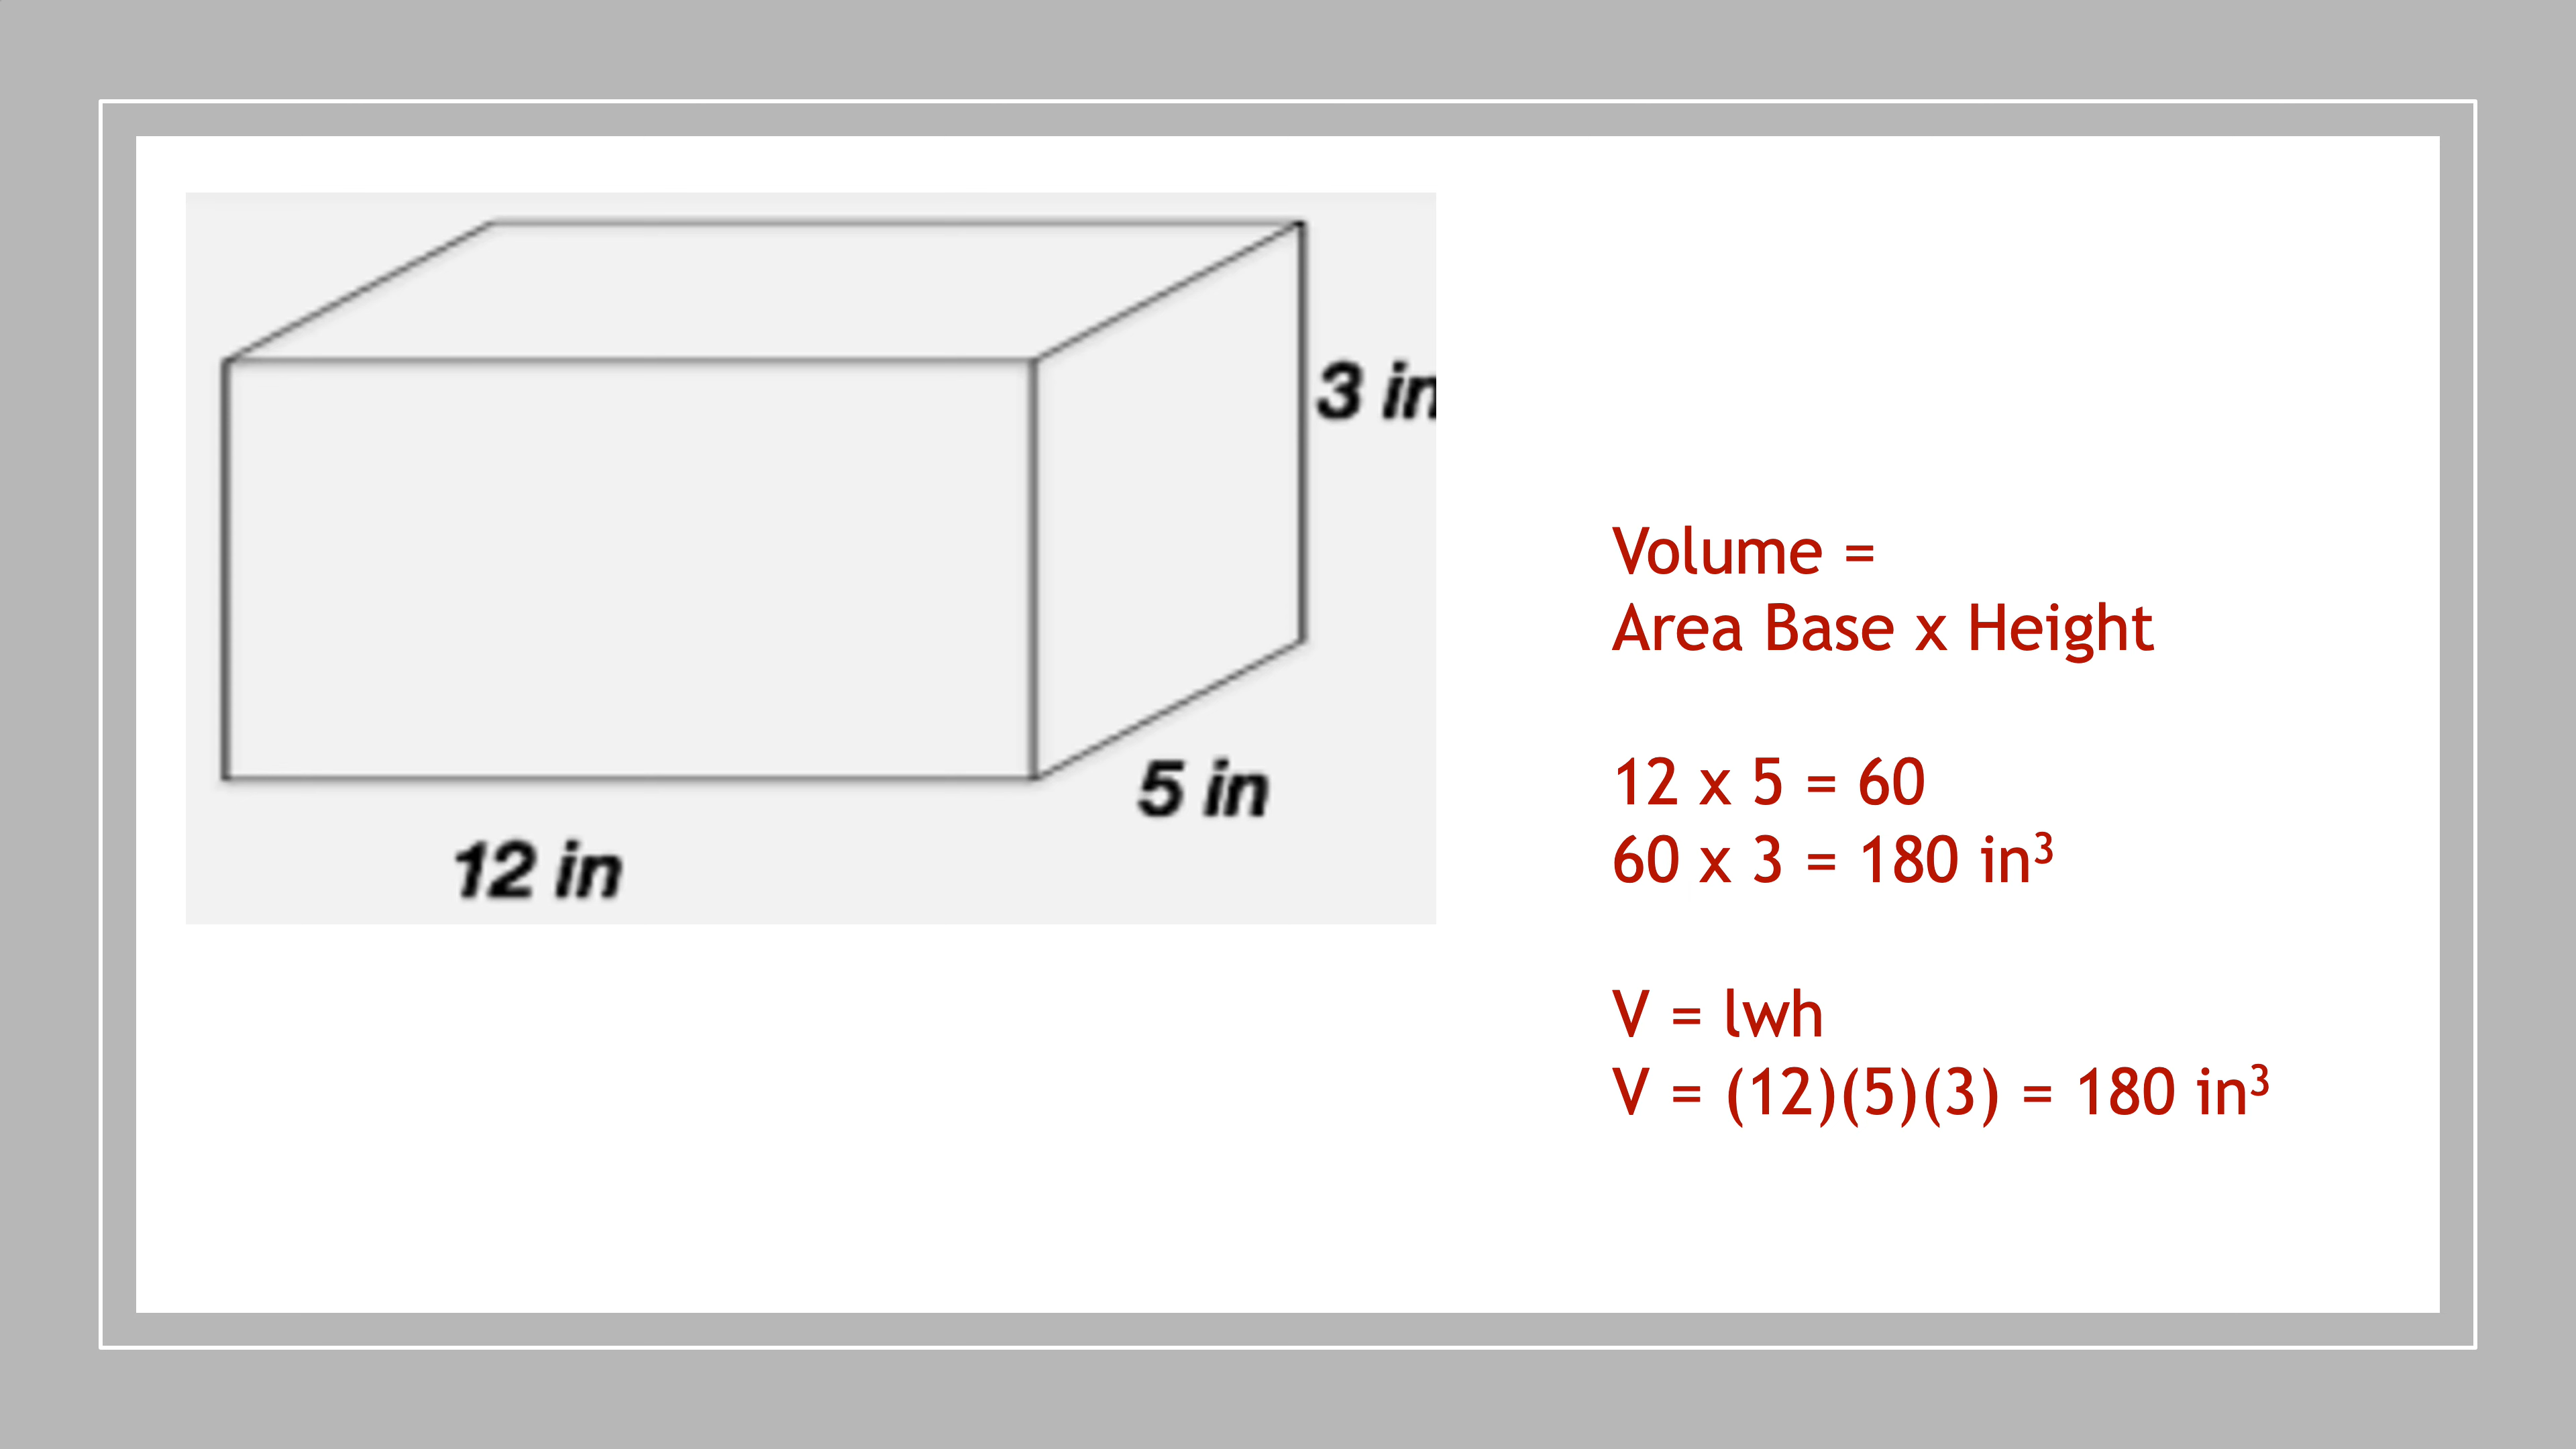 3 in
5 in
12 in
Volume =
Area Base x Height
12 x 5 = 60
60 x 3 = 180 in³
V = lwh
V = (12)(5)(3) = 180 in³